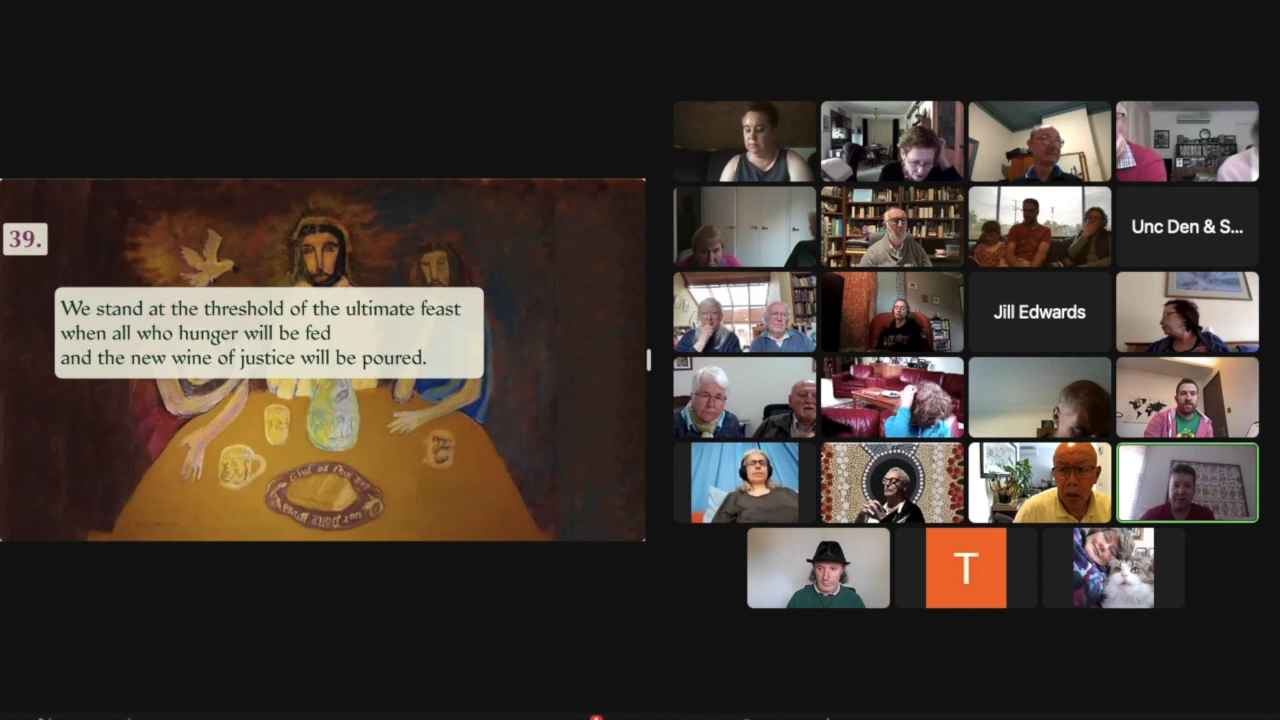 39.
We stand at the threshold of the ultimate feast
when all who hunger will be fed
and the new wine of justice will be poured.
Unc Den & S...
Jill Edwards
T